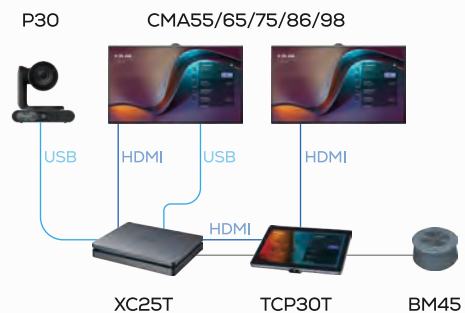 P30 CMA55/65/75/86/98
USB HDMI USB HDMI
HDMI
XC25T TCP30T BM45